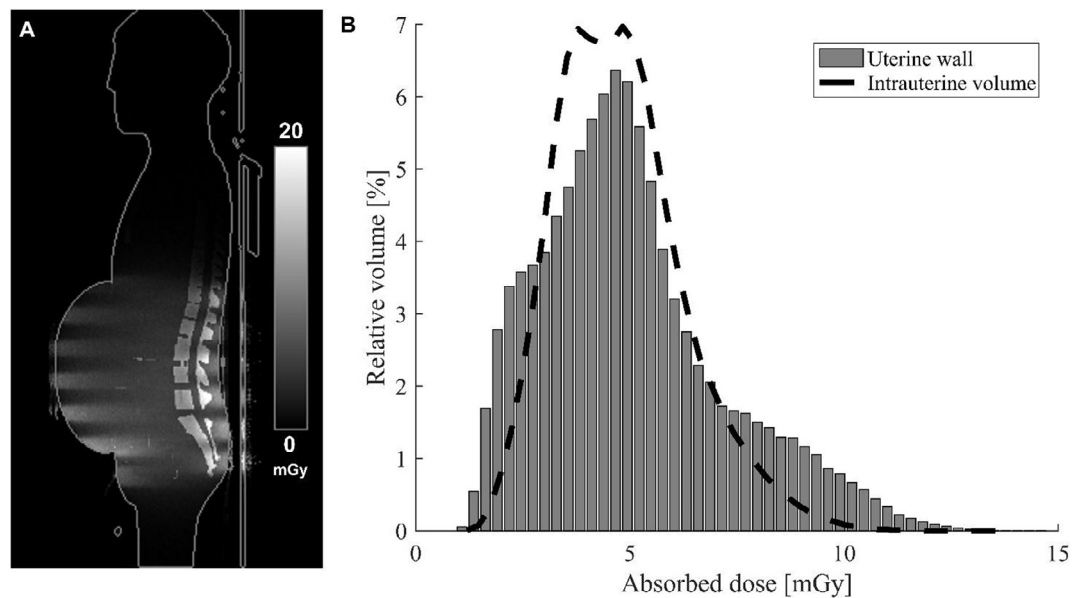 A
20
0
mGy
B
7
6
5
4
3
2
1
0
Relative volume [%]
Uterine wall
Intrauterine volume
0 5 10 15
Absorbed dose [mGy]